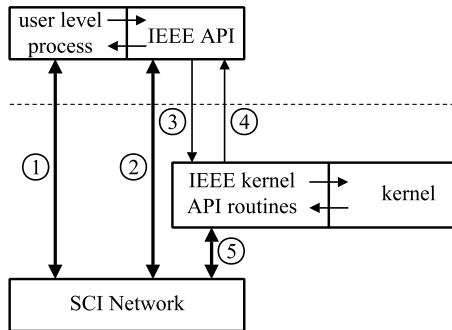 user level
process
IEEE API
③ ④
① ②
IEEE kernel
API routines
kernel
⑤
SCI Network